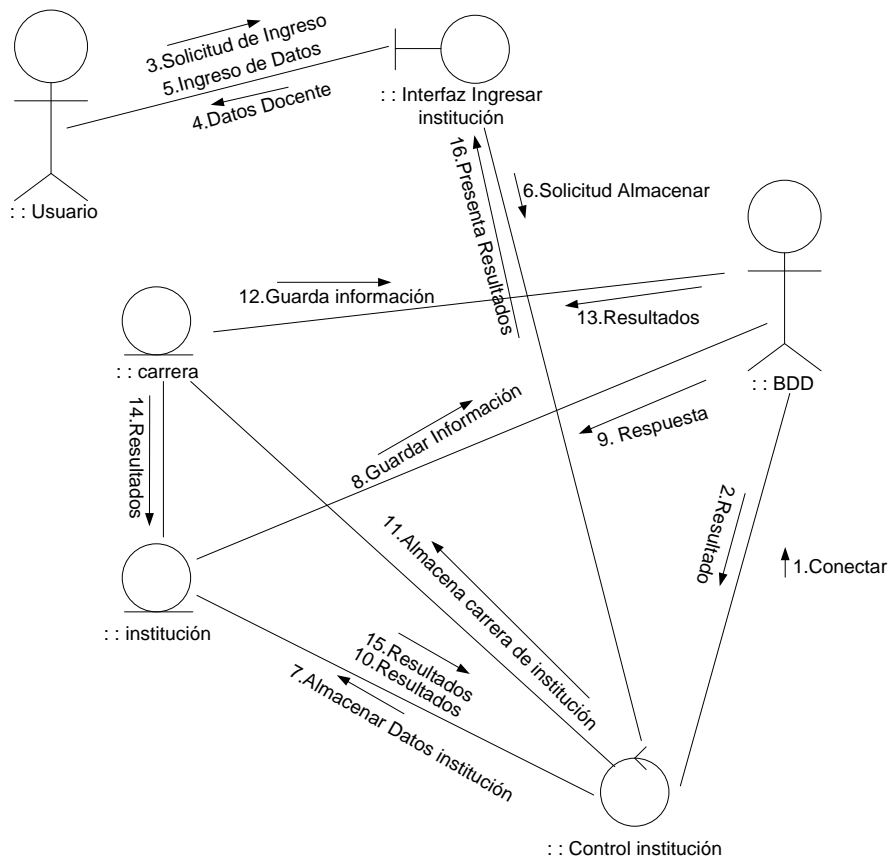 3.Solicitud de Ingreso
5.Ingreso de Datos
4.Datos Docente
: : Interfaz Ingresar
institución
: : Usuario
16.Presenta Resultados
6.Solicitud Almacenar
12.Guarda información
13.Resultados
: : carrera
: : BDD
14.Resultados
8.Guardar Información
9. Respuesta
11.Almacena carrera de institución
2.Resultado
1.Conectar
: : institución
15.Resultados
10.Resultados
7.Almacenar Datos institución
: : Control institución